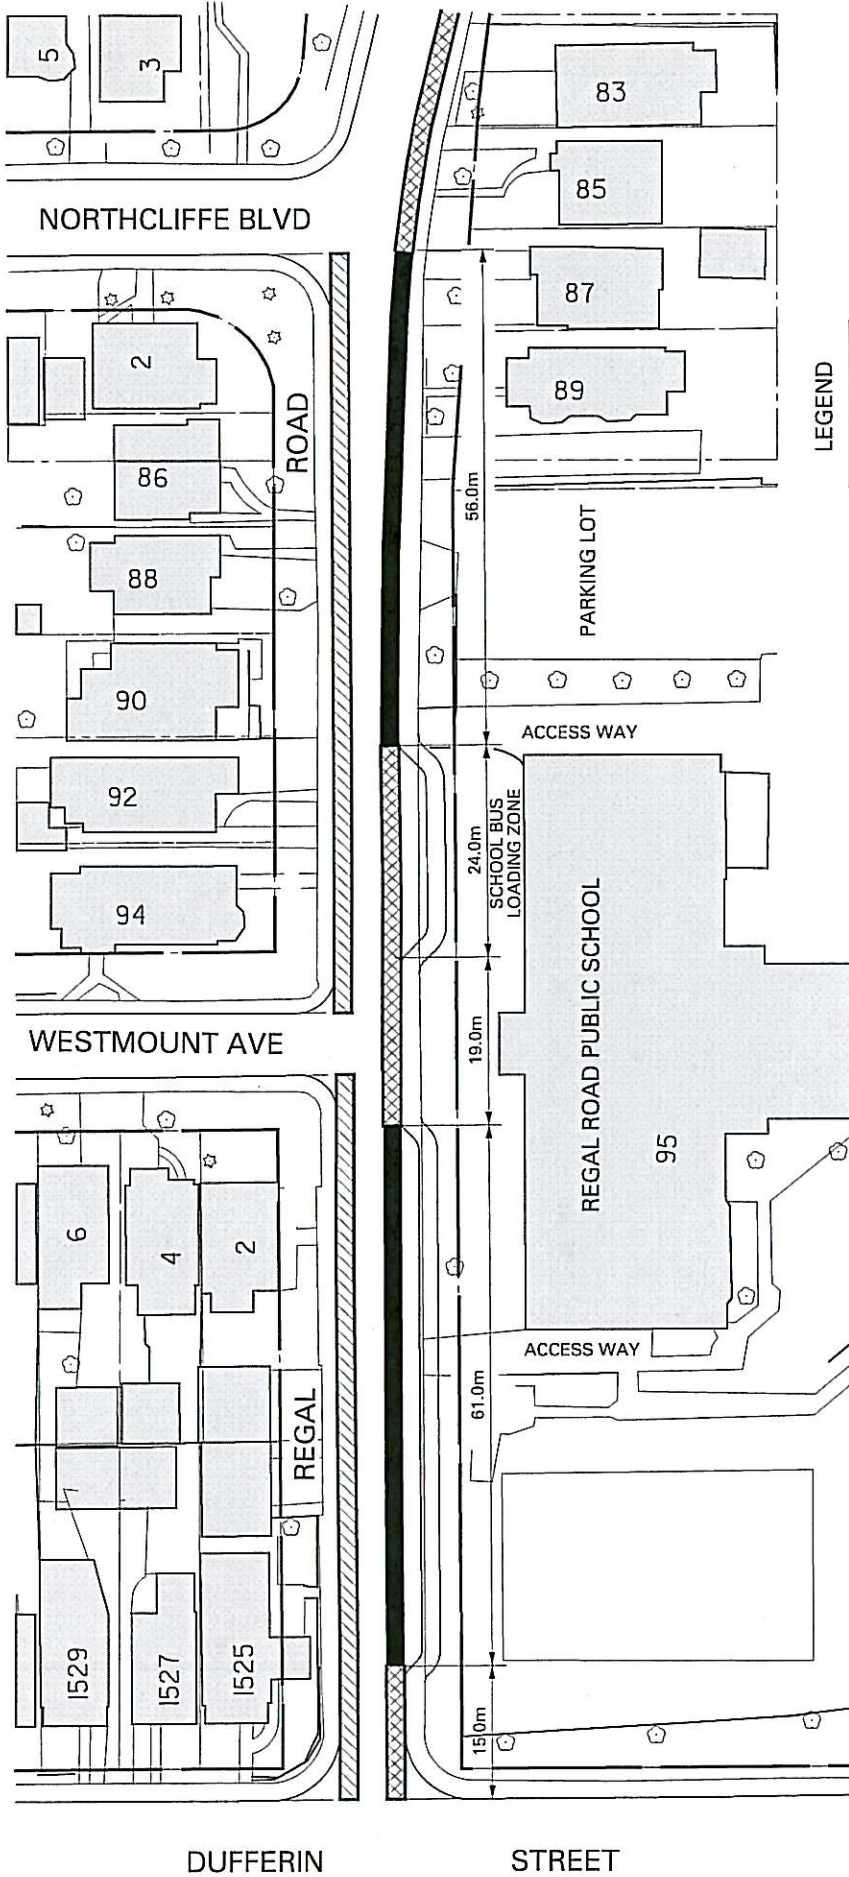 5
3
83
85
NORTHCLIFFE BLVD
87
2
89
ROAD
LEGEND
86
56.0m
PARKING LOT
88
90
ACCESS WAY
92
24.0m
SCHOOL BUS
LOADING ZONE
94
REGAL ROAD PUBLIC SCHOOL
95
WESTMOUNT AVE
19.0m
6
4
2
ACCESS WAY
61.0m
REGAL
1529
1527
1525
15.0m
DUFFERIN STREET